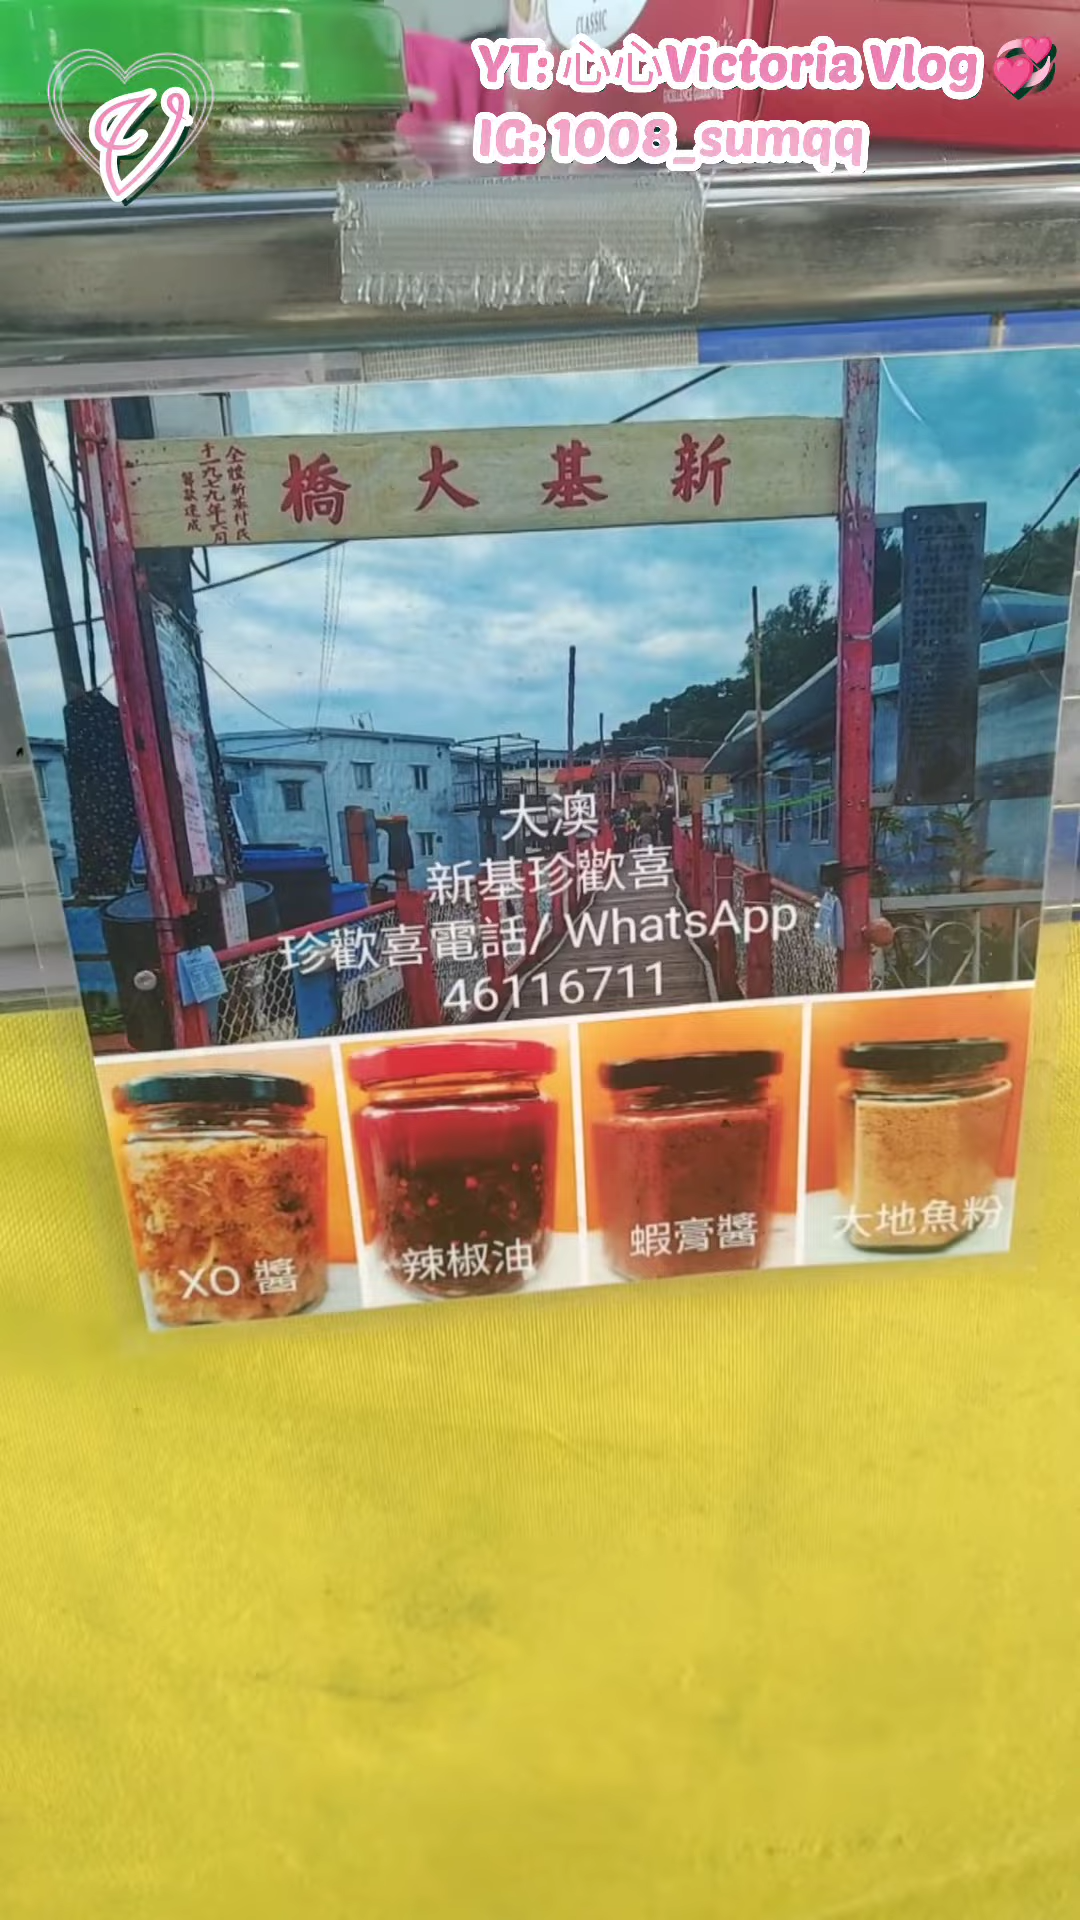 CLASSIC
YT: 心心Victoria Vlog 💞
IG: 1008_sumqq
V
新基大橋
全體新基村民
于一九七九年六月
籌款建成
大澳
新基珍歡喜
珍歡喜電話/ WhatsApp :
46116711
XO 醬
辣椒油
蝦膏醬
大地魚粉